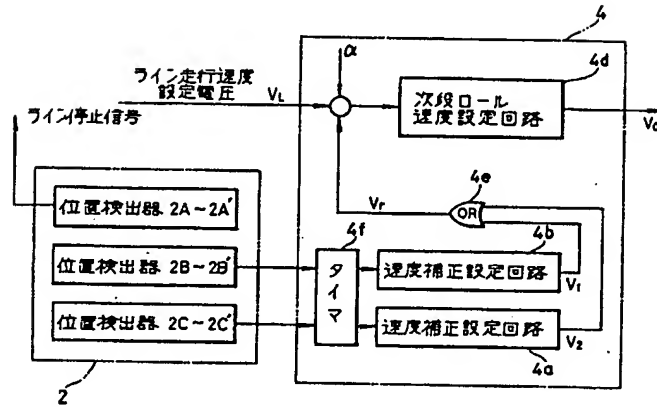 4
α
4d
ライン走行速度
設定電圧
VL
次段ロール
速度設定回路
Vo
ライン停止信号
4e
OR
Vr
位置検出器 2A～2A'
4f
4b
位置検出器 2B～2B'
タイマ
速度補正設定回路
V1
位置検出器 2C～2C'
速度補正設定回路
V2
4a
2